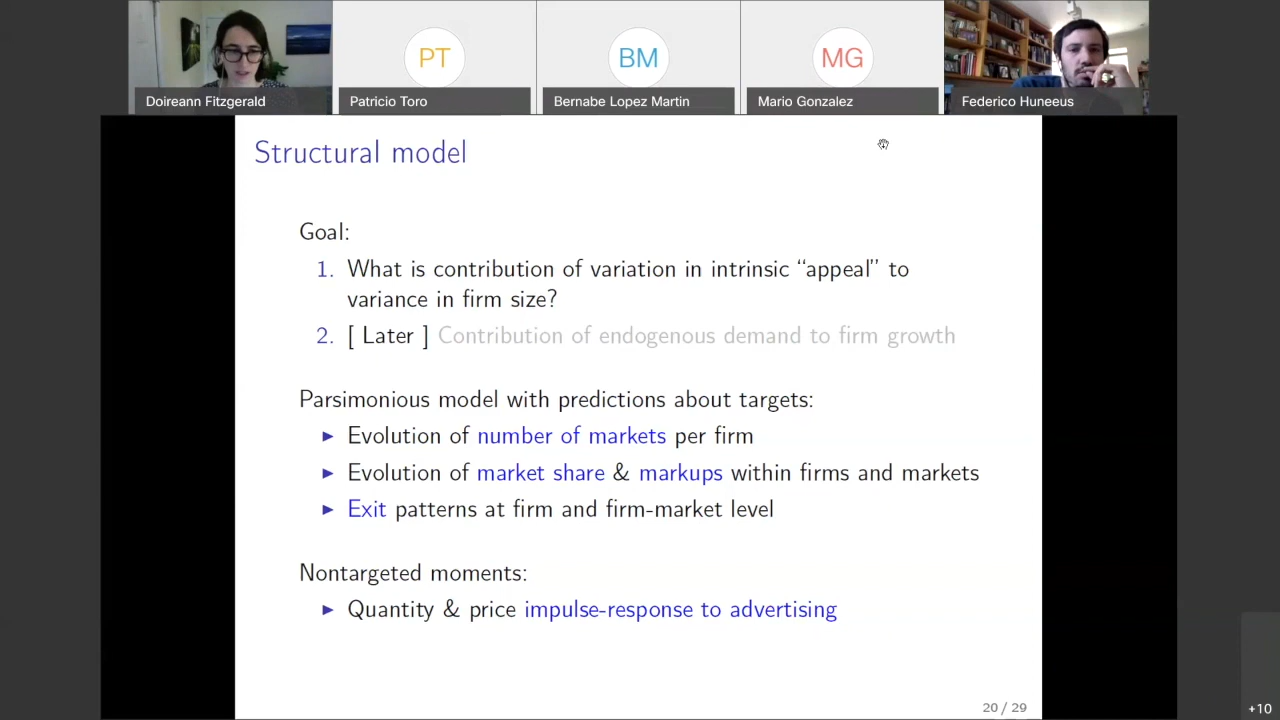 PT
BM
MG
Doireann Fitzgerald
Patricio Toro
Bernabe Lopez Martin
Mario Gonzalez
Federico Huneeus
Structural model
Goal:
1. What is contribution of variation in intrinsic “appeal” to
variance in firm size?
2. [ Later ] Contribution of endogenous demand to firm growth
Parsimonious model with predictions about targets:
▶ Evolution of number of markets per firm
▶ Evolution of market share & markups within firms and markets
▶ Exit patterns at firm and firm-market level
Nontargeted moments:
▶ Quantity & price impulse-response to advertising
20 / 29
+10